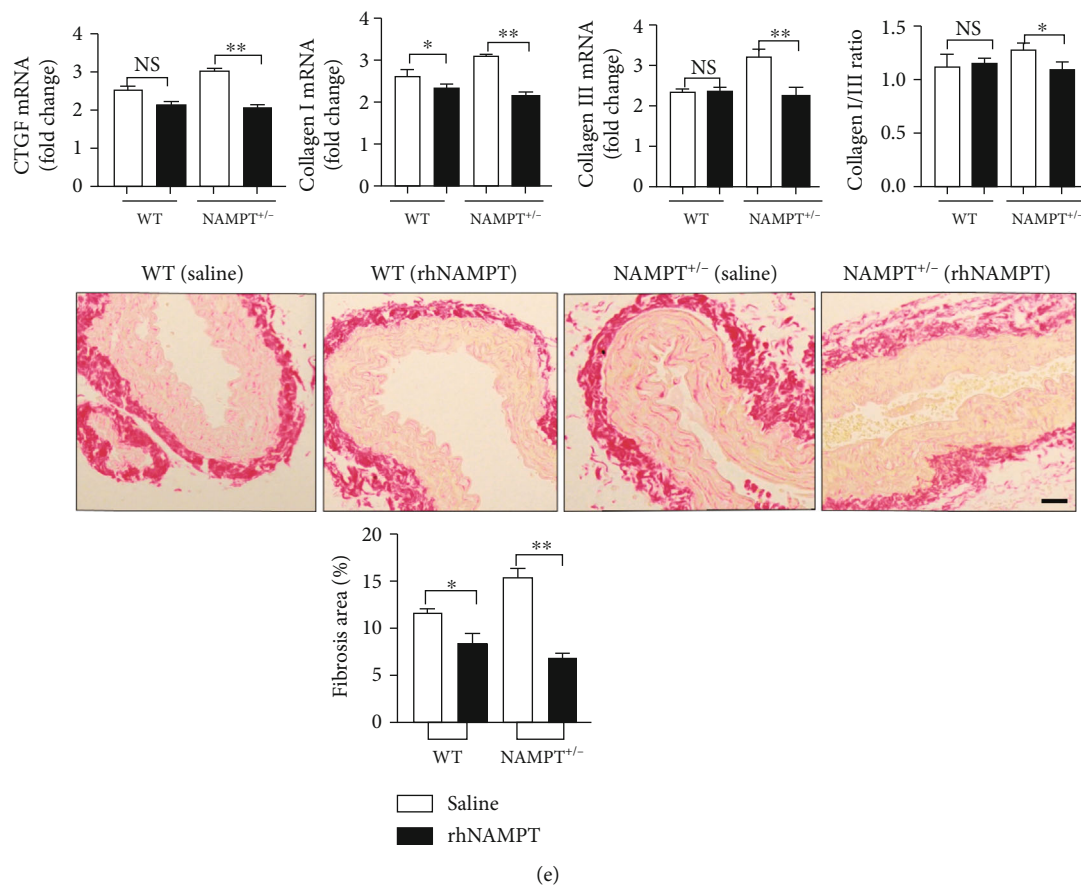 CTGF mRNA
(fold change)
4
3
2
1
0
NS
**
WT
NAMPT+/−
Collagen I mRNA
(fold change)
4
3
2
1
0
*
**
WT
NAMPT+/−
Collagen III mRNA
(fold change)
4
3
2
1
0
NS
**
WT
NAMPT+/−
Collagen I/III ratio
0.0
0.5
1.0
1.5
NS
*
WT
NAMPT+/−
WT (saline)
WT (rhNAMPT)
NAMPT+/− (saline)
NAMPT+/− (rhNAMPT)
Fibrosis area (%)
20
15
10
5
0
*
**
WT
NAMPT+/−
Saline
rhNAMPT
(e)